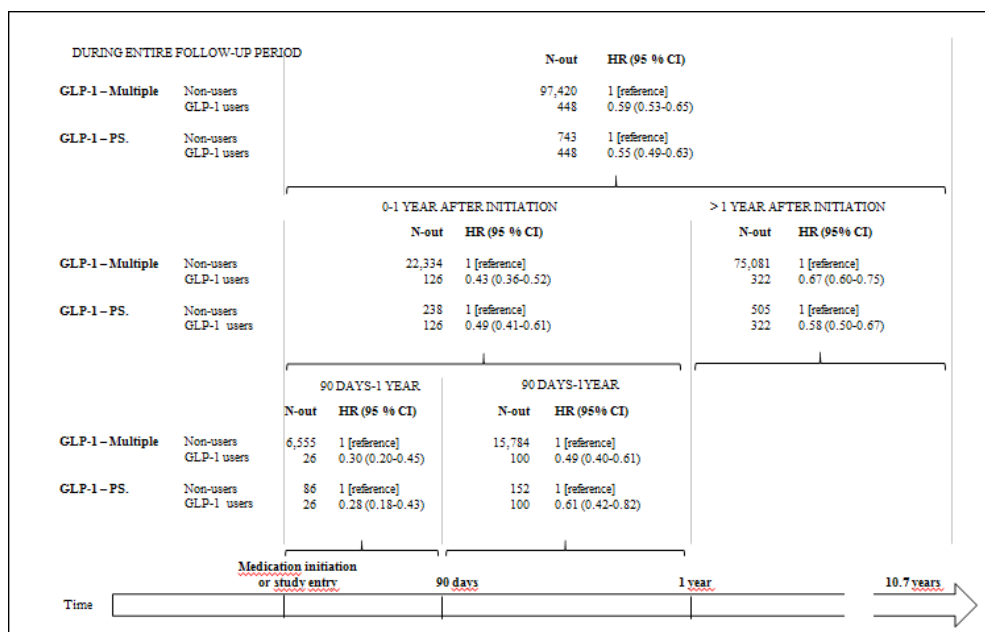 DURING ENTIRE FOLLOW-UP PERIOD
N-out HR (95 % CI)
GLP-1 – Multiple Non-users 97,420 1 [reference]
GLP-1 users 448 0.59 (0.53-0.65)
GLP-1 – PS. Non-users 743 1 [reference]
GLP-1 users 448 0.55 (0.49-0.63)
0-1 YEAR AFTER INITIATION > 1 YEAR AFTER INITIATION
N-out HR (95 % CI) N-out HR (95% CI)
GLP-1 – Multiple Non-users 22,334 1 [reference] 75,081 1 [reference]
GLP-1 users 126 0.43 (0.36-0.52) 322 0.67 (0.60-0.75)
GLP-1 – PS. Non-users 238 1 [reference] 505 1 [reference]
GLP-1 users 126 0.49 (0.41-0.61) 322 0.58 (0.50-0.67)
90 DAYS-1 YEAR 90 DAYS-1YEAR
N-out HR (95 % CI) N-out HR (95% CI)
GLP-1 – Multiple Non-users 6,555 1 [reference] 15,784 1 [reference]
GLP-1 users 26 0.30 (0.20-0.45) 100 0.49 (0.40-0.61)
GLP-1 – PS. Non-users 86 1 [reference] 152 1 [reference]
GLP-1 users 26 0.28 (0.18-0.43) 100 0.61 (0.42-0.82)
Medication initiation
or study entry 90 days 1 year 10.7 years
Time